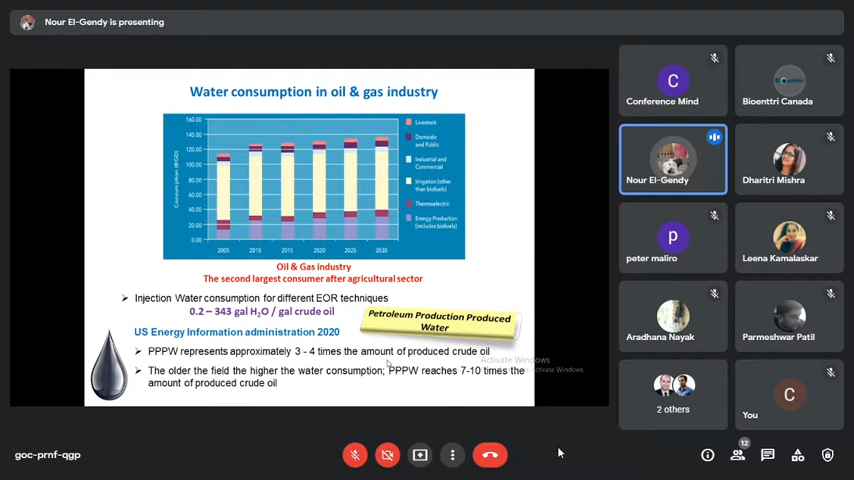 Nour El-Gendy is presenting
Water consumption in oil & gas industry
Consumption (BGD)
160.00
140.00
120.00
100.00
80.00
60.00
40.00
20.00
0.00
2005 2010 2015 2020 2025 2030
Livestock
Domestic
and Public
Industrial and
Commercial
Irrigation (other
than biofuels)
Thermoelectric
Energy Production
(includes biofuels)
Oil & Gas industry
The second largest consumer after agricultural sector
Injection Water consumption for different EOR techniques
0.2 – 343 gal H₂O / gal crude oil
Petroleum Production Produced
Water
US Energy Information administration 2020
PPPW represents approximately 3 - 4 times the amount of produced crude oil
Activate Windows
The older the field the higher the water consumption; PPPW reaches 7-10 times the
amount of produced crude oil
C
Conference Mind
Bioenttri
Bioenttri Canada
Nour El-Gendy
Dharitri Mishra
p
peter maliro
Leena Kamalaskar
Aradhana Nayak
Parmeshwar Patil
2 others
C
You
goc-prnf-qgp
12